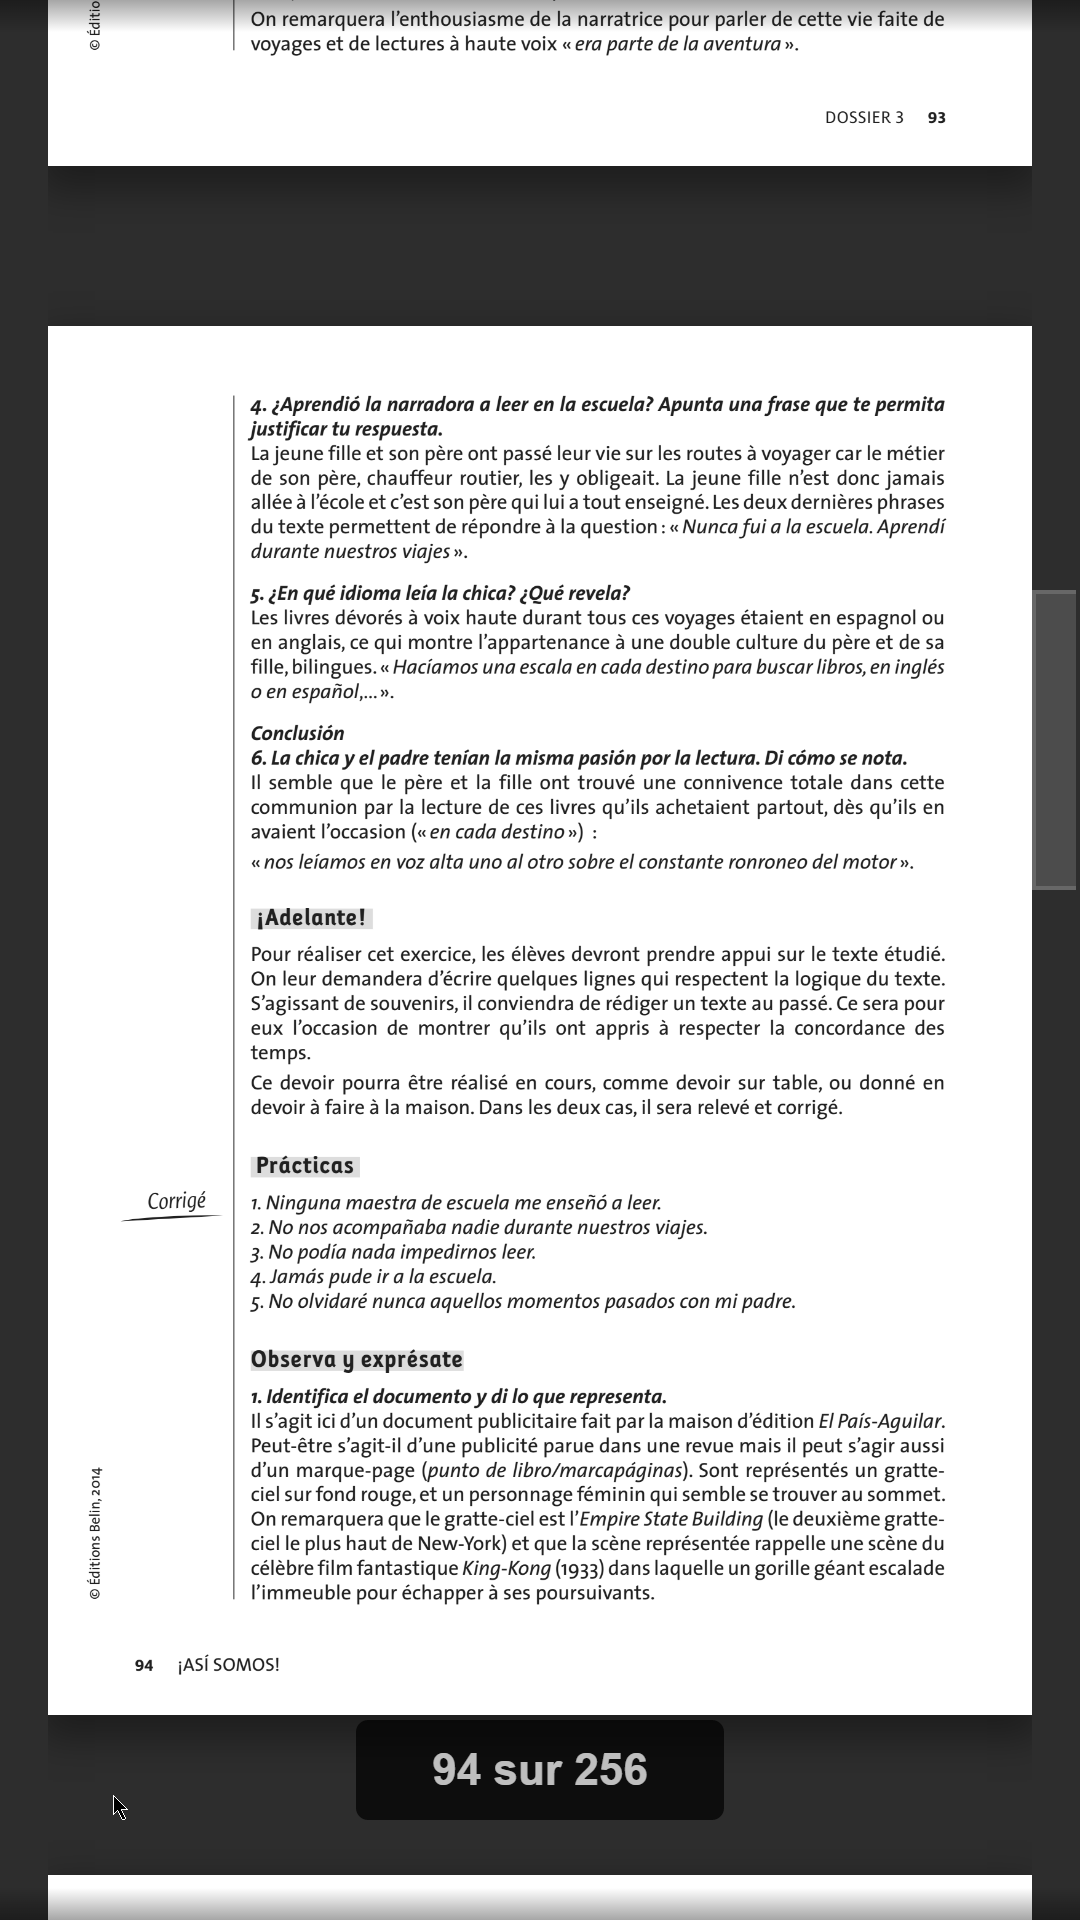 © Éditio
On remarquera l’enthousiasme de la narratrice pour parler de cette vie faite de
voyages et de lectures à haute voix « era parte de la aventura ».
DOSSIER 3 93
4. ¿Aprendió la narradora a leer en la escuela? Apunta una frase que te permita
justificar tu respuesta.
La jeune fille et son père ont passé leur vie sur les routes à voyager car le métier
de son père, chauffeur routier, les y obligeait. La jeune fille n’est donc jamais
allée à l’école et c’est son père qui lui a tout enseigné. Les deux dernières phrases
du texte permettent de répondre à la question : « Nunca fui a la escuela. Aprendí
durante nuestros viajes ».
5. ¿En qué idioma leía la chica? ¿Qué revela?
Les livres dévorés à voix haute durant tous ces voyages étaient en espagnol ou
en anglais, ce qui montre l’appartenance à une double culture du père et de sa
fille, bilingues. « Hacíamos una escala en cada destino para buscar libros, en inglés
o en español,... ».
Conclusión
6. La chica y el padre tenían la misma pasión por la lectura. Di cómo se nota.
Il semble que le père et la fille ont trouvé une connivence totale dans cette
communion par la lecture de ces livres qu’ils achetaient partout, dès qu’ils en
avaient l’occasion (« en cada destino ») :
« nos leíamos en voz alta uno al otro sobre el constante ronroneo del motor ».
¡Adelante!
Pour réaliser cet exercice, les élèves devront prendre appui sur le texte étudié.
On leur demandera d’écrire quelques lignes qui respectent la logique du texte.
S’agissant de souvenirs, il conviendra de rédiger un texte au passé. Ce sera pour
eux l’occasion de montrer qu’ils ont appris à respecter la concordance des
temps.
Ce devoir pourra être réalisé en cours, comme devoir sur table, ou donné en
devoir à faire à la maison. Dans les deux cas, il sera relevé et corrigé.
Prácticas
Corrigé
1. Ninguna maestra de escuela me enseñó a leer.
2. No nos acompañaba nadie durante nuestros viajes.
3. No podía nada impedirnos leer.
4. Jamás pude ir a la escuela.
5. No olvidaré nunca aquellos momentos pasados con mi padre.
Observa y exprésate
1. Identifica el documento y di lo que representa.
Il s’agit ici d’un document publicitaire fait par la maison d’édition El País-Aguilar.
Peut-être s’agit-il d’une publicité parue dans une revue mais il peut s’agir aussi
d’un marque-page (punto de libro/marcapáginas). Sont représentés un gratte-
ciel sur fond rouge, et un personnage féminin qui semble se trouver au sommet.
On remarquera que le gratte-ciel est l’Empire State Building (le deuxième gratte-
ciel le plus haut de New-York) et que la scène représentée rappelle une scène du
célèbre film fantastique King-Kong (1933) dans laquelle un gorille géant escalade
l’immeuble pour échapper à ses poursuivants.
© Éditions Belin, 2014
94 ¡ASÍ SOMOS!
94 sur 256